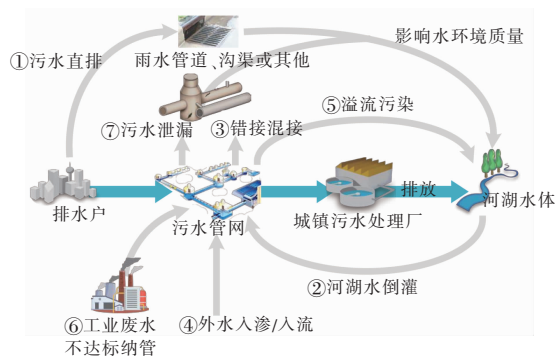 影响水环境质量
①污水直排
雨水管道、沟渠或其他
⑤溢流污染
⑦污水泄漏
③错接混接
排水户
污水管网
城镇污水处理厂
排放
河湖水体
②河湖水倒灌
⑥工业废水
不达标纳管
④外水入渗/入流